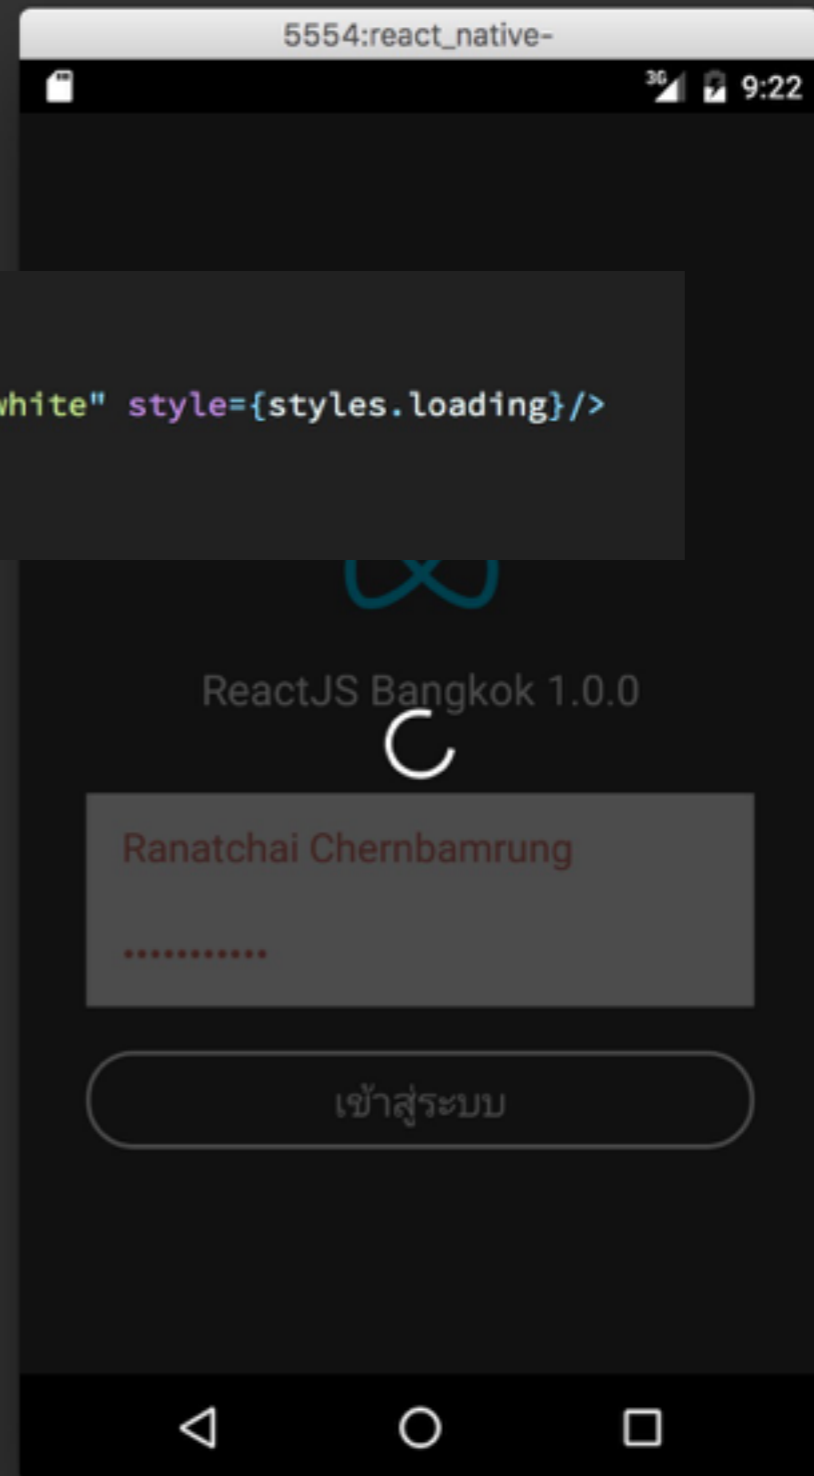 5554:react_native-
3G 9:22
white" style={styles.loading}/>
ReactJS Bangkok 1.0.0
Ranatchai Chernbamrung
•••••••••••
เข้าสู่ระบบ